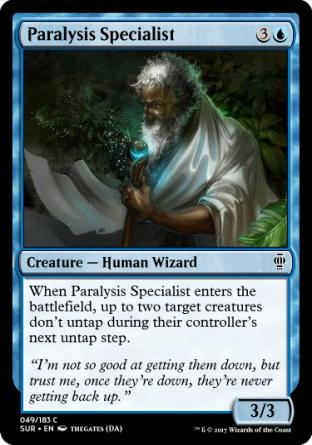 Paralysis Specialist 3
Creature — Human Wizard
When Paralysis Specialist enters the
battlefield, up to two target creatures
don't untap during their controller's
next untap step.
"I'm not so good at getting them down, but
trust me, once they're down, they're never
getting back up."
3/3
049/183 C
SUR • EN THEGATES (DA) ™ & © 2017 Wizards of the Coast